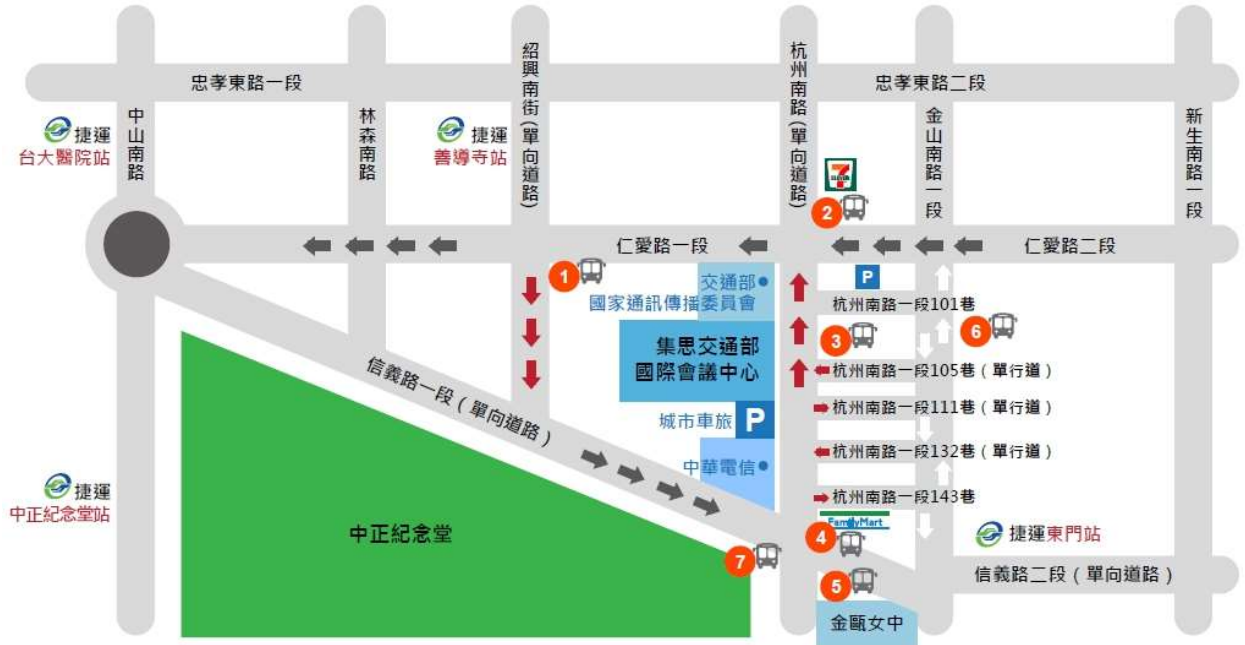 忠孝東路一段
忠孝東路二段
中山南路
林森南路
紹興南街(單向道路)
杭州南路(單向道路)
金山南路一段
新生南路一段
捷運
台大醫院站
捷運
善導寺站
7
ELEVEN
2
仁愛路一段
仁愛路二段
1
交通部
國家通訊傳播委員會
P
杭州南路一段101巷
3
6
集思交通部
國際會議中心
杭州南路一段105巷(單行道)
信義路一段(單向道路)
城市車旅
P
杭州南路一段111巷(單行道)
中華電信
杭州南路一段132巷(單行道)
捷運
中正紀念堂站
杭州南路一段143巷
FamilyMart
中正紀念堂
4
捷運東門站
7
5
信義路二段(單向道路)
金甌女中